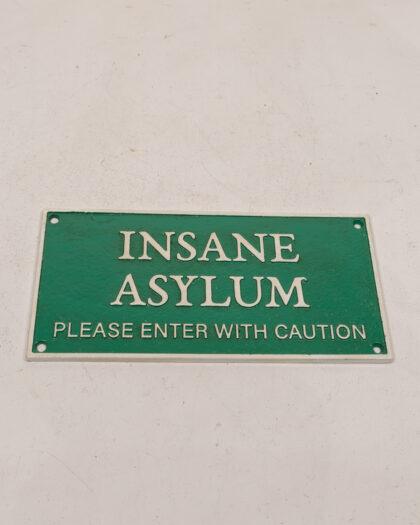 INSANE
ASYLUM
PLEASE ENTER WITH CAUTION